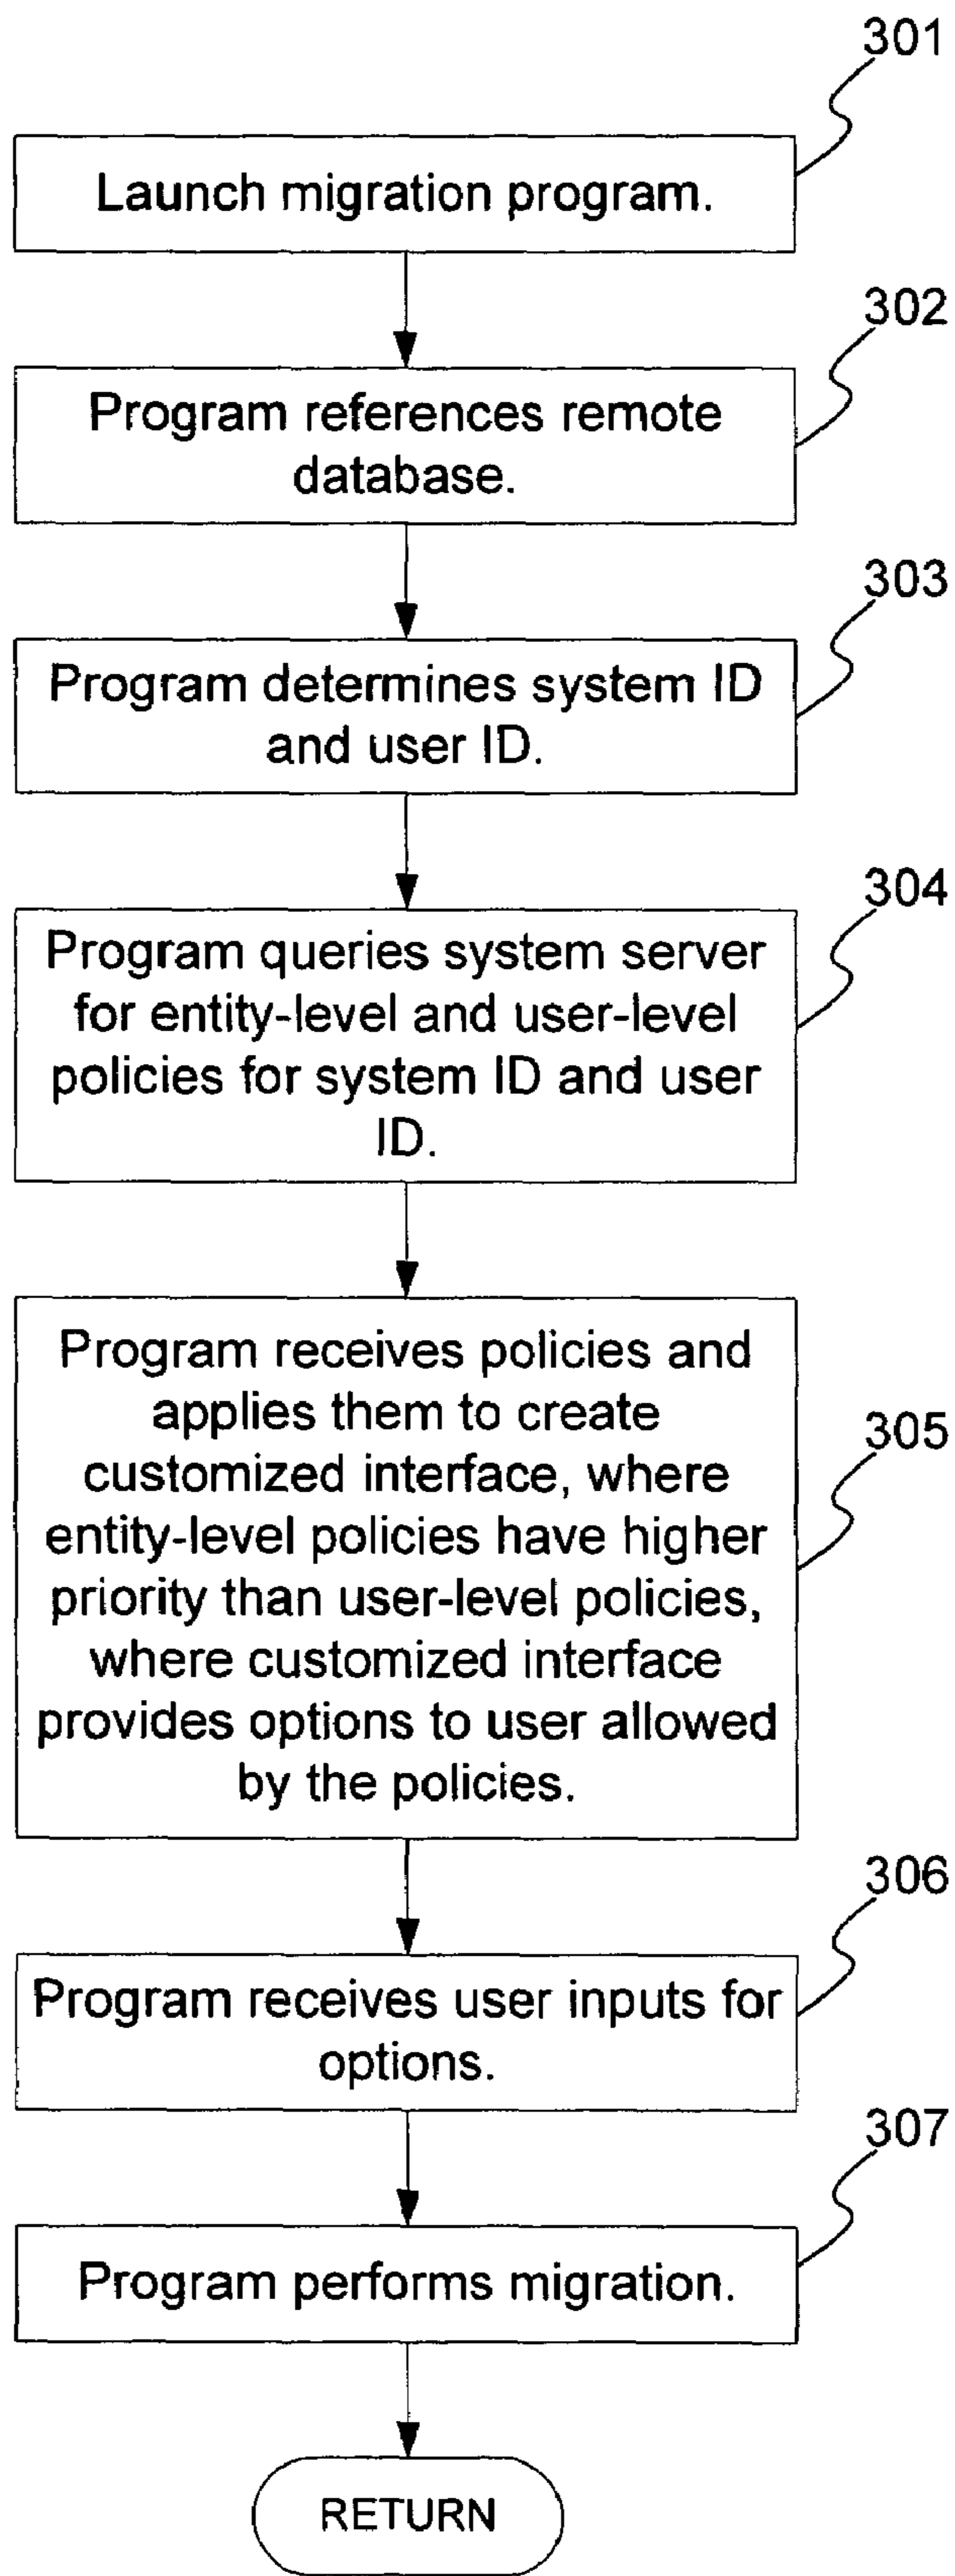 301
Launch migration program.
302
Program references remote
database.
303
Program determines system ID
and user ID.
304
Program queries system server
for entity-level and user-level
policies for system ID and user
ID.
305
Program receives policies and
applies them to create
customized interface, where
entity-level policies have higher
priority than user-level policies,
where customized interface
provides options to user allowed
by the policies.
306
Program receives user inputs for
options.
307
Program performs migration.
RETURN